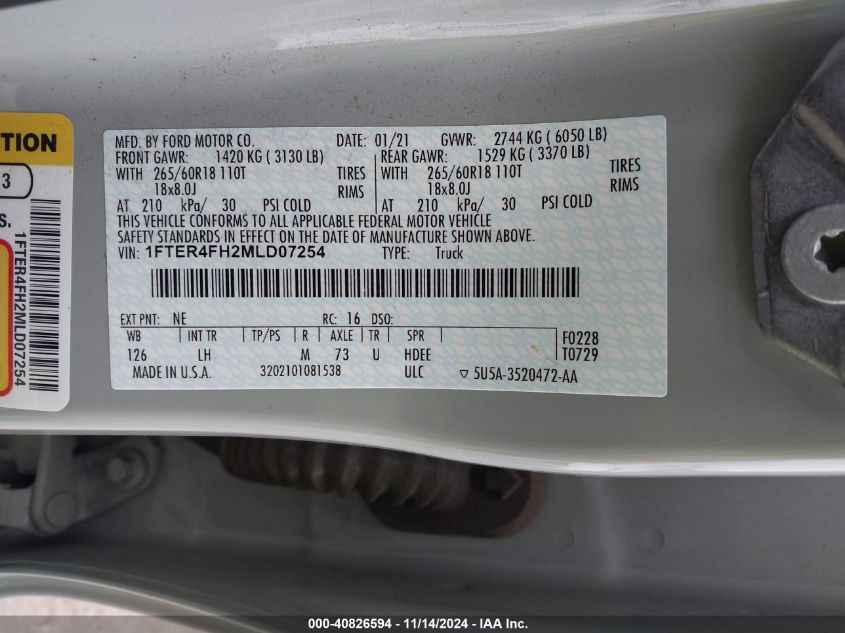 TION
3
S.
1FTER4FH2MLD07254
MFD. BY FORD MOTOR CO. DATE: 01/21 GVWR: 2744 KG ( 6050 LB)
FRONT GAWR: 1420 KG ( 3130 LB) REAR GAWR: 1529 KG ( 3370 LB)
WITH 265/60R18 110T TIRES WITH 265/60R18 110T TIRES
18x8.0J RIMS 18x8.0J RIMS
AT 210 kPa/ 30 PSI COLD AT 210 kPa/ 30 PSI COLD
THIS VEHICLE CONFORMS TO ALL APPLICABLE FEDERAL MOTOR VEHICLE
SAFETY STANDARDS IN EFFECT ON THE DATE OF MANUFACTURE SHOWN ABOVE.
VIN: 1FTER4FH2MLD07254 TYPE: Truck
EXT PNT: NE RC: 16 DSO:
WB INT TR TP/PS R AXLE TR SPR F0228
126 LH M 73 U HDEE T0729
MADE IN U.S.A. 3202101081538 ULC ▽ 5U5A-3520472-AA
000-40826594 - 11/14/2024 - U.S.A. INC.